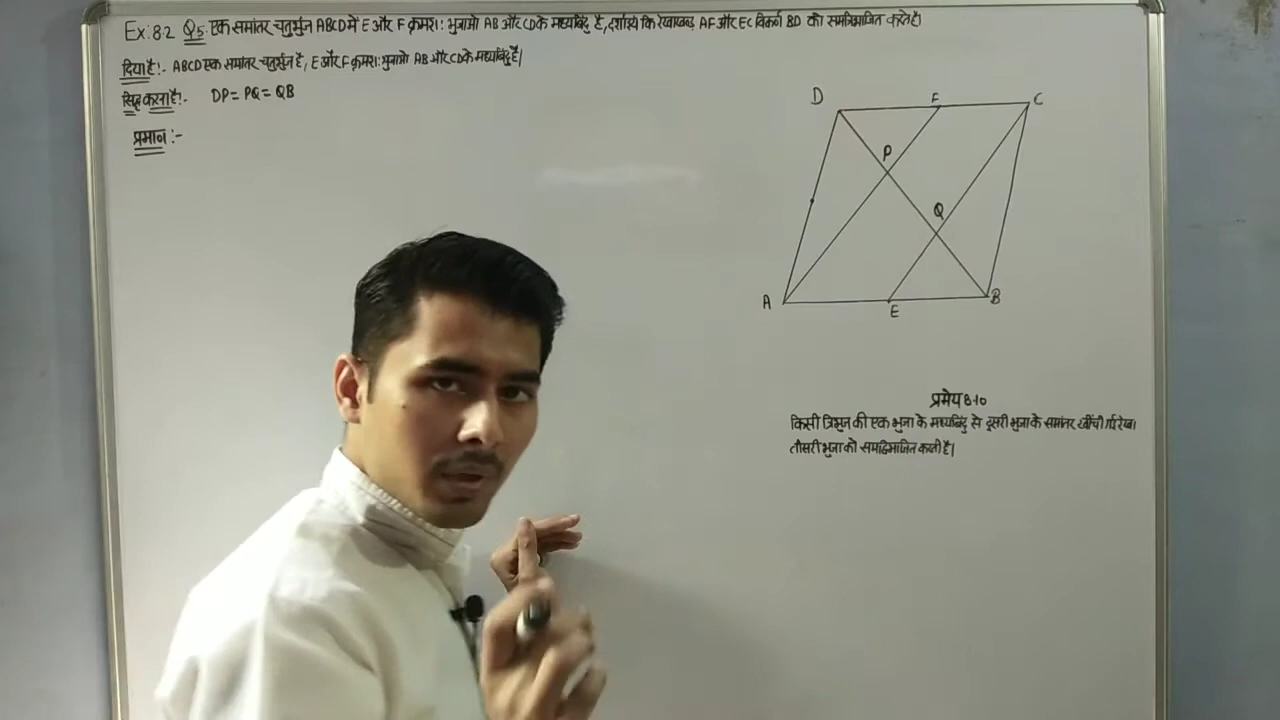 Ex: 8.2 Q5. एक समांतर चतुर्भुज ABCD में E और F क्रमशः भुजाओ AB और CD के मध्यबिंदु है, दर्शाइये कि रेखाखण्ड AF और EC विकर्ण BD को समत्रिभाजित करते है।
दिया है:- ABCD एक समांतर चतुर्भुज है, E और F क्रमशः भुजाओ AB और CD के मध्यबिंदु है।
सिद्ध करना है:- DP = PQ = QB
प्रमाण :-
D F C
P
Q
A E B
प्रमेय 8.10
किसी त्रिभुज की एक भुजा के मध्यबिंदु से दूसरी भुजा के समांतर खींची गई रेखा
तीसरी भुजा को समद्विभाजित करती है।